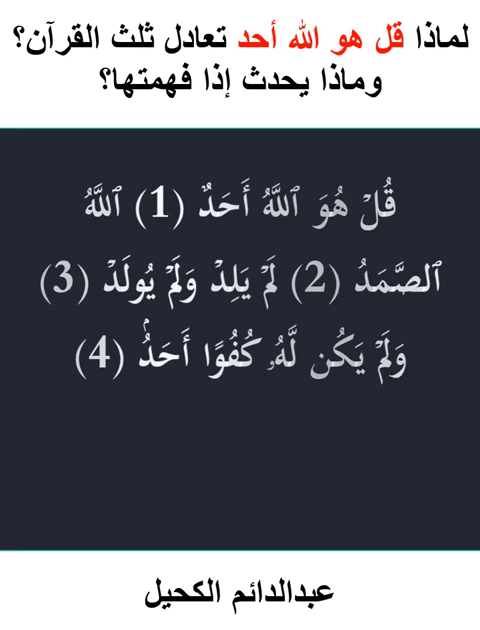 لماذا قل هو الله أحد تعادل ثلث القرآن؟
وماذا يحدث إذا فهمتها؟
قُلۡ هُوَ ٱللَّهُ أَحَدٌ (1) ٱللَّهُ
ٱلصَّمَدُ (2) لَمۡ يَلِدۡ وَلَمۡ يُولَدۡ (3)
وَلَمۡ يَكُن لَّهُۥ كُفُوًا أَحَدُۢ (4)
عبدالدائم الكحيل